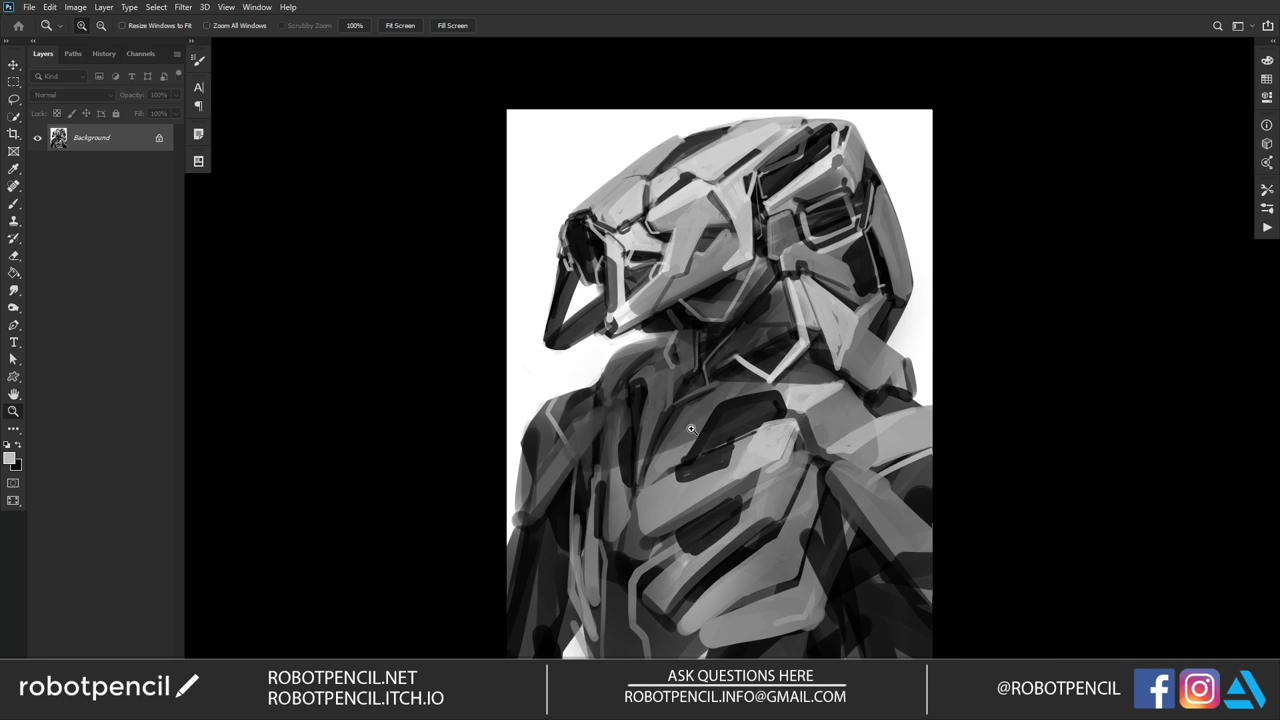 Ps File Edit Image Layer Type Select Filter 3D View Window Help
Resize Windows to Fit Zoom All Windows Scrubby Zoom 100% Fit Screen Fill Screen
Layers Paths History Channels
Kind
Normal Opacity: 100%
Lock: Fill: 100%
Background
robotpencil
ROBOTPENCIL.NET
ROBOTPENCIL.ITCH.IO
ASK QUESTIONS HERE
ROBOTPENCIL.INFO@GMAIL.COM
@ROBOTPENCIL